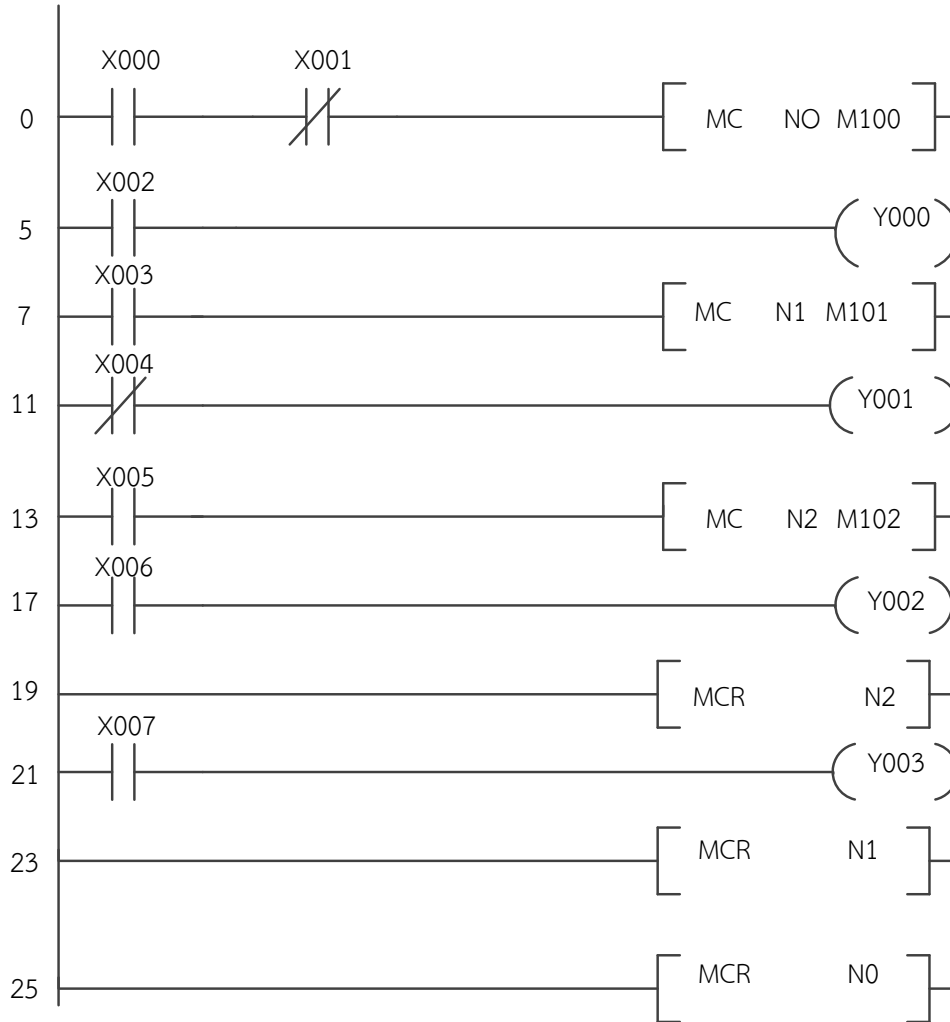 X000 X001
0 MC NO M100
X002
5 Y000
X003
7 MC N1 M101
X004
11 Y001
X005
13 MC N2 M102
X006
17 Y002
19 MCR N2
X007
21 Y003
23 MCR N1
25 MCR N0